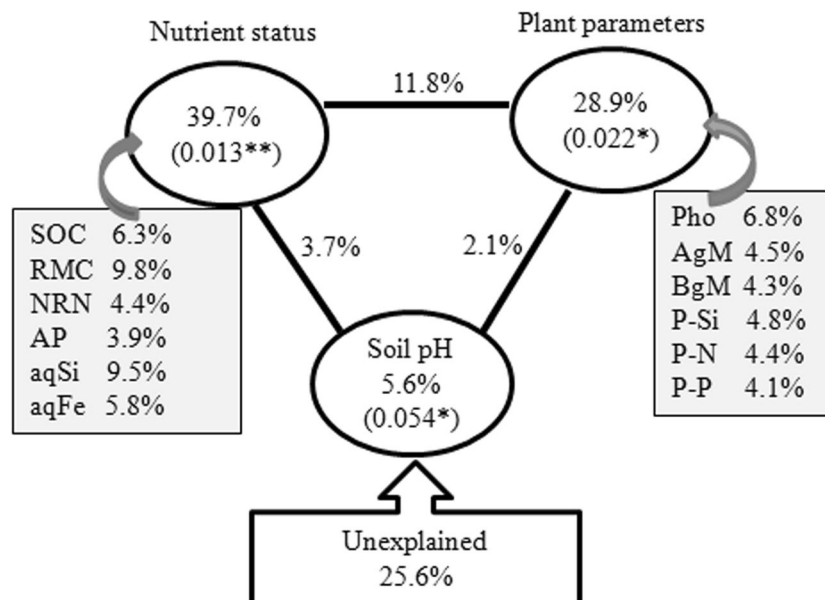 Nutrient status
Plant parameters
39.7%
(0.013**)
11.8%
28.9%
(0.022*)
SOC 6.3%
RMC 9.8%
NRN 4.4%
AP 3.9%
aqSi 9.5%
aqFe 5.8%
3.7%
2.1%
Pho 6.8%
AgM 4.5%
BgM 4.3%
P-Si 4.8%
P-N 4.4%
P-P 4.1%
Soil pH
5.6%
(0.054*)
Unexplained
25.6%